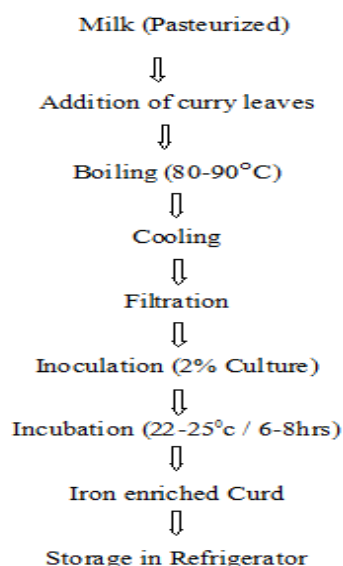 Milk (Pasteurized)
Addition of curry leaves
Boiling (80-90°C)
Cooling
Filtration
Inoculation (2% Culture)
Incubation (22-25°c / 6-8hrs)
Iron enriched Curd
Storage in Refrigerator